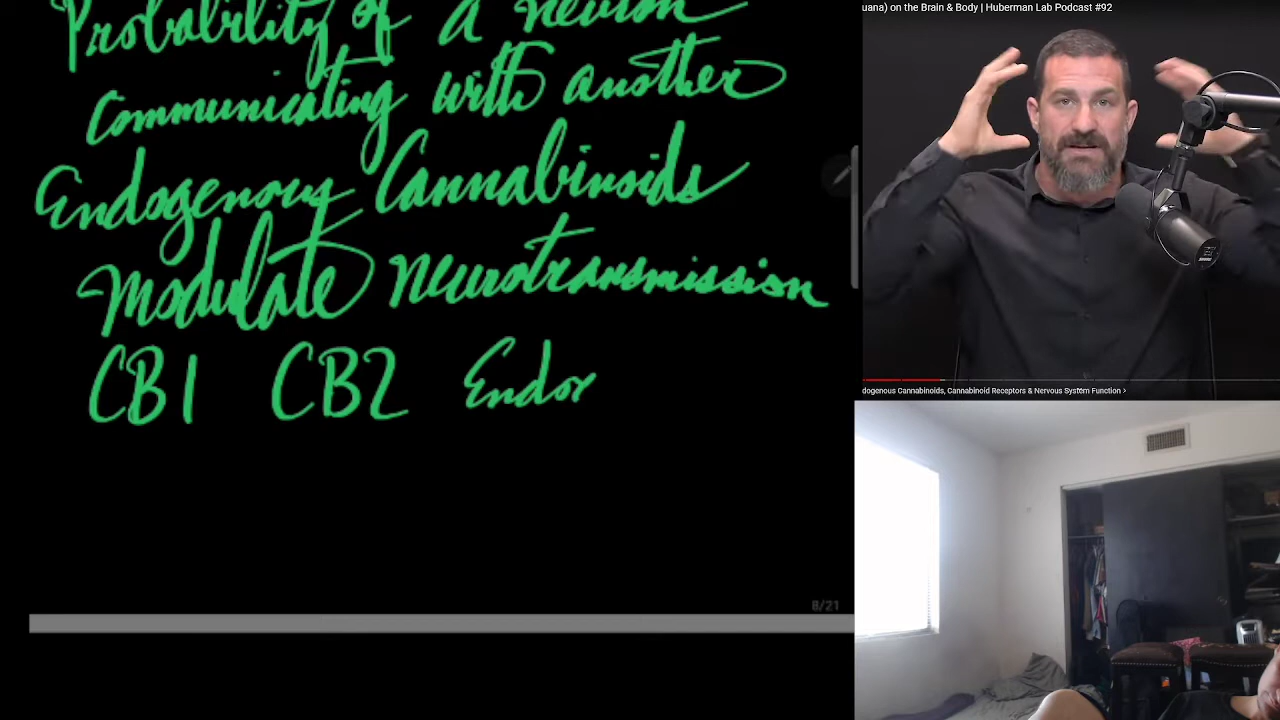 Probability of a neuron
Communicating with another
Endogenous Cannabinoids
Modulate neurotransmission
CB1 CB2 Endor
8/21
uana) on the Brain & Body | Huberman Lab Podcast #92
dogenous Cannabinoids, Cannabinoid Receptors & Nervous System Function >